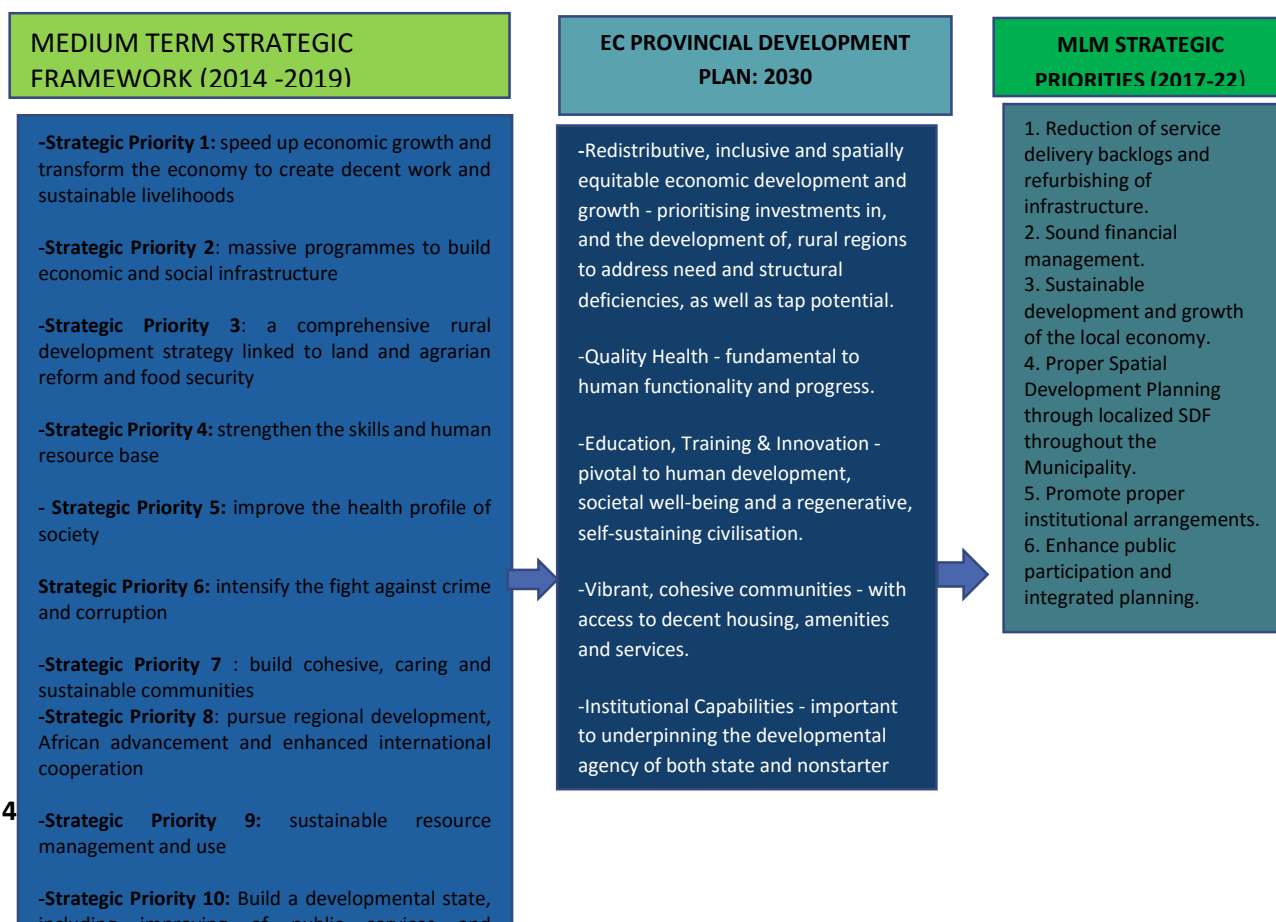 MEDIUM TERM STRATEGIC
FRAMEWORK (2014 -2019)
-Strategic Priority 1: speed up economic growth and
transform the economy to create decent work and
sustainable livelihoods
-Strategic Priority 2: massive programmes to build
economic and social infrastructure
-Strategic Priority 3: a comprehensive rural
development strategy linked to land and agrarian
reform and food security
-Strategic Priority 4: strengthen the skills and human
resource base
- Strategic Priority 5: improve the health profile of
society
Strategic Priority 6: intensify the fight against crime
and corruption
-Strategic Priority 7 : build cohesive, caring and
sustainable communities
-Strategic Priority 8: pursue regional development,
African advancement and enhanced international
cooperation
4
-Strategic Priority 9: sustainable resource
management and use
-Strategic Priority 10: Build a developmental state,
including improving of public services and
EC PROVINCIAL DEVELOPMENT
PLAN: 2030
-Redistributive, inclusive and spatially
equitable economic development and
growth - prioritising investments in,
and the development of, rural regions
to address need and structural
deficiencies, as well as tap potential.
-Quality Health - fundamental to
human functionality and progress.
-Education, Training & Innovation -
pivotal to human development,
societal well-being and a regenerative,
self-sustaining civilisation.
-Vibrant, cohesive communities - with
access to decent housing, amenities
and services.
-Institutional Capabilities - important
to underpinning the developmental
agency of both state and nonstarter
MLM STRATEGIC
PRIORITIES (2017-22)
1. Reduction of service
delivery backlogs and
refurbishing of
infrastructure.
2. Sound financial
management.
3. Sustainable
development and growth
of the local economy.
4. Proper Spatial
Development Planning
through localized SDF
throughout the
Municipality.
5. Promote proper
institutional arrangements.
6. Enhance public
participation and
integrated planning.